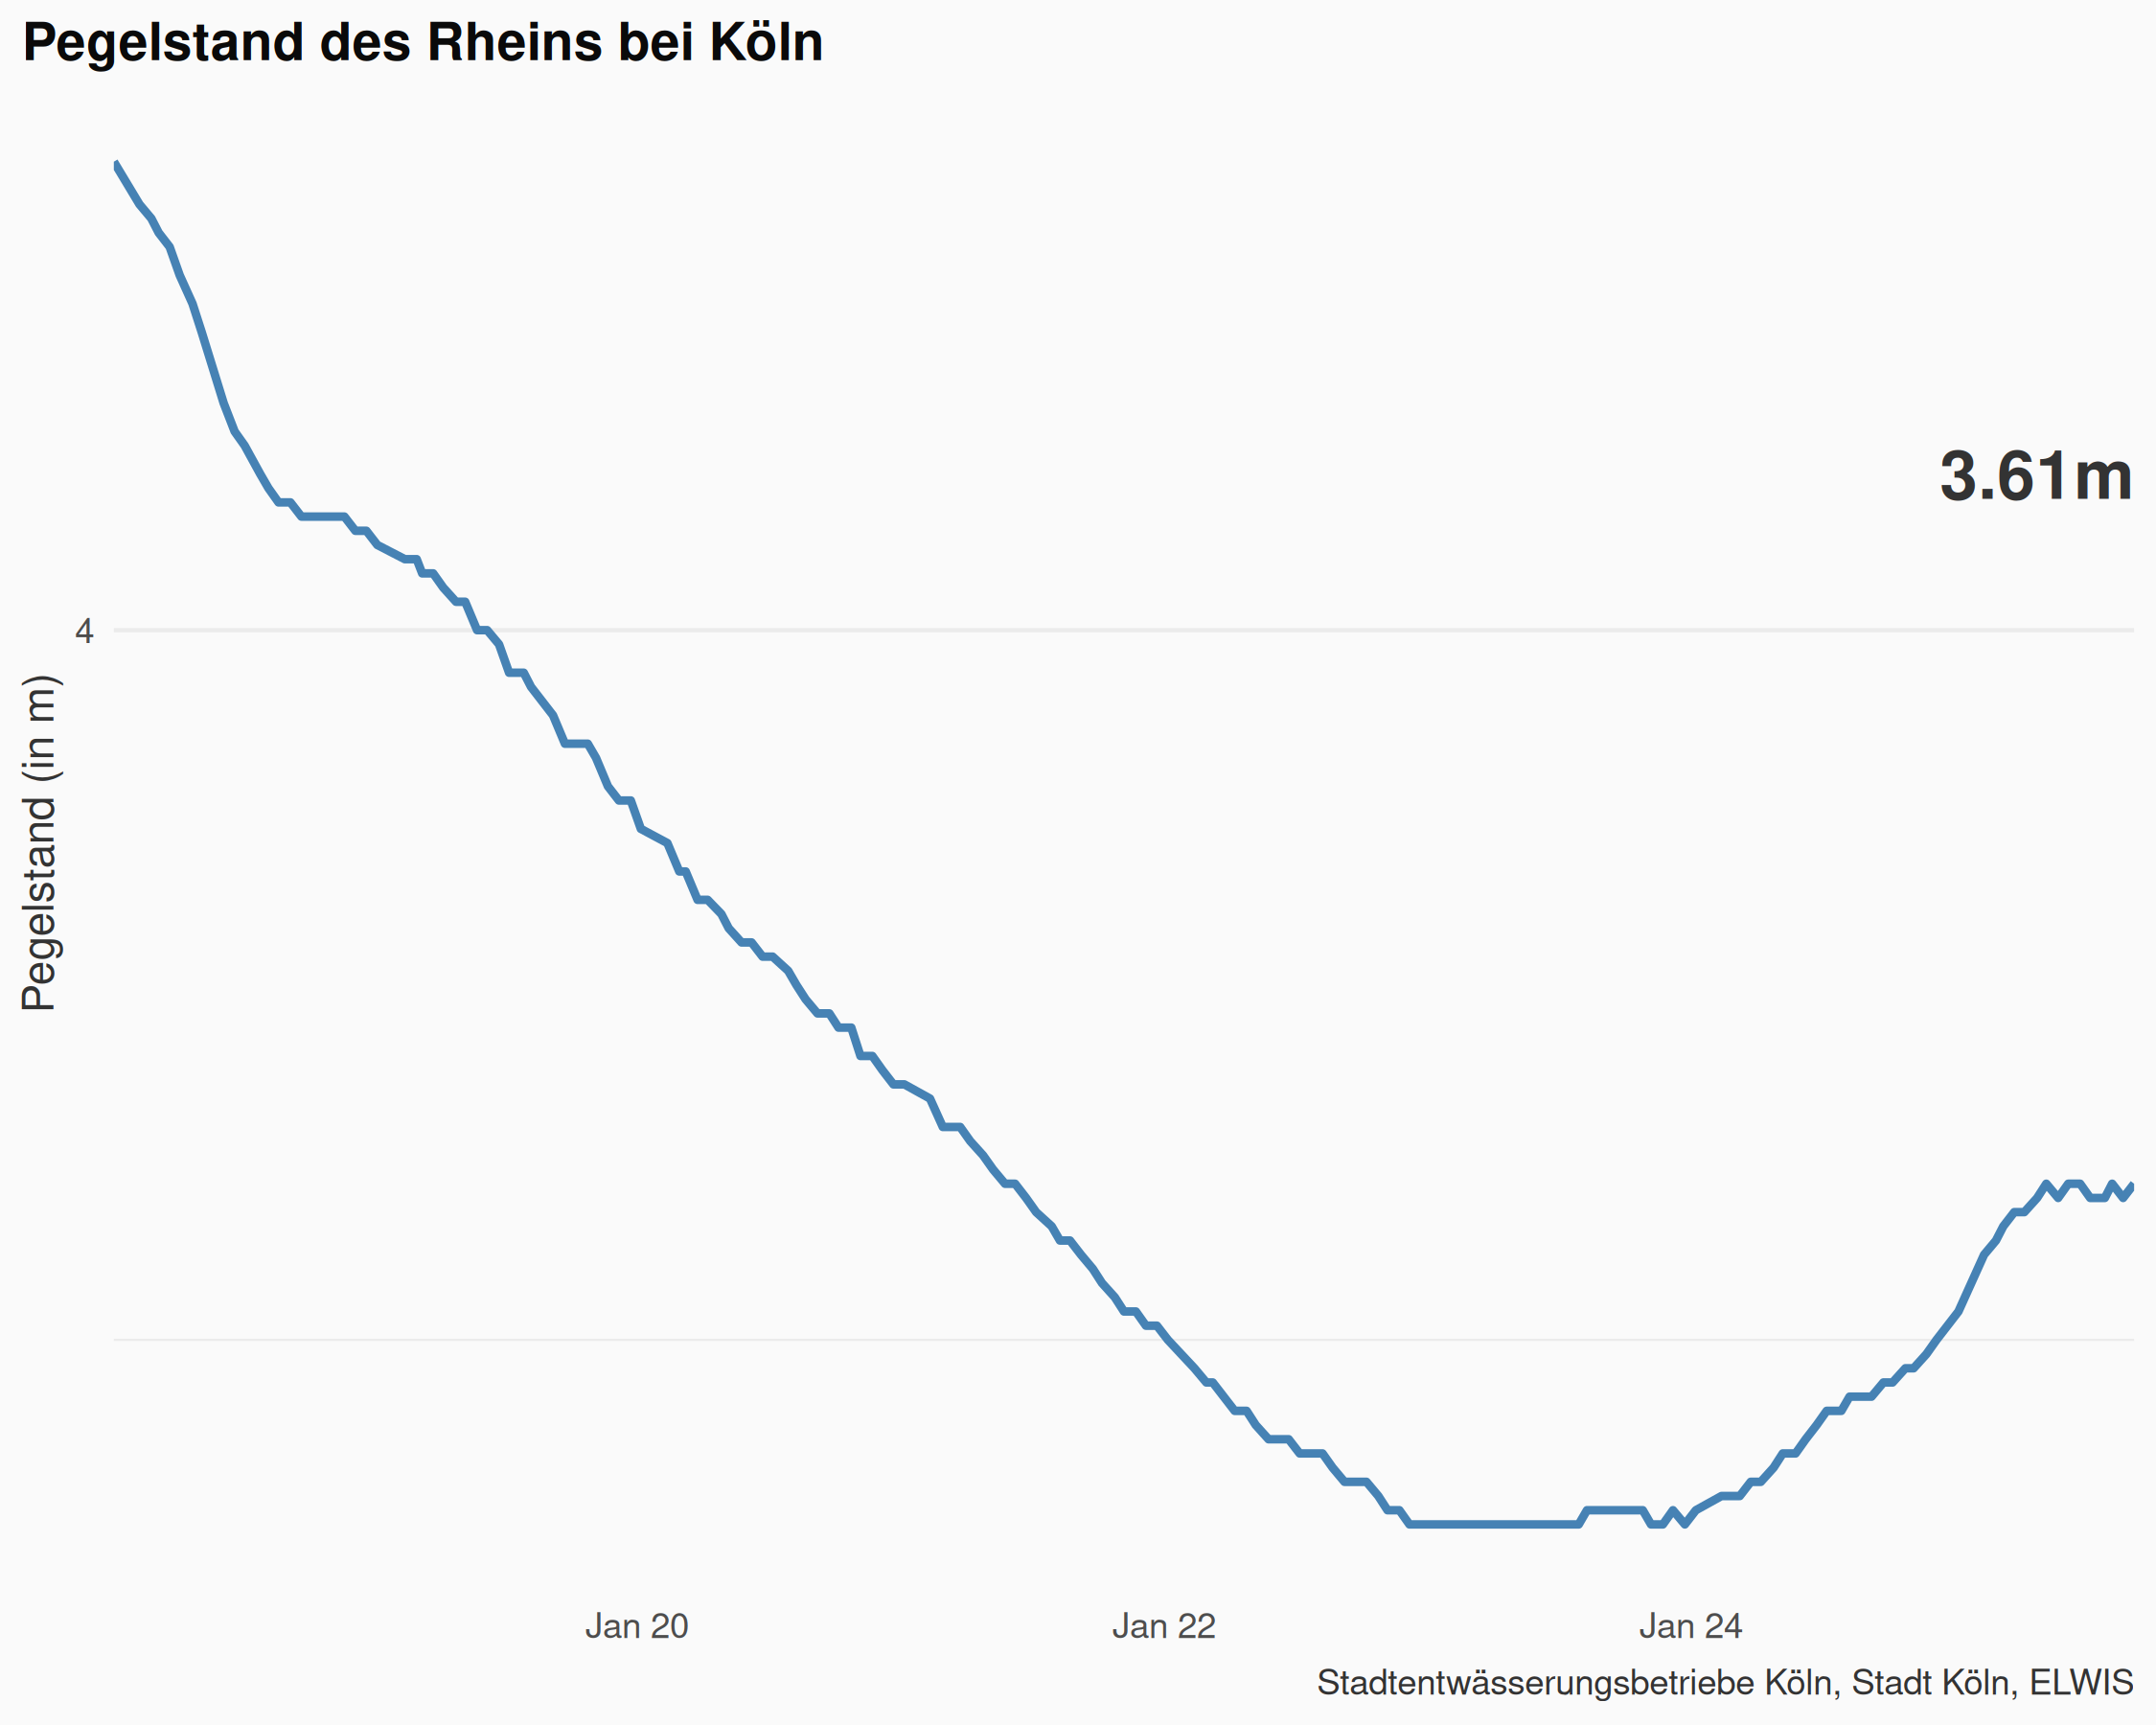 Pegelstand des Rheins bei Köln
3.61m
4
Pegelstand (in m)
Jan 20
Jan 22
Jan 24
Stadtentwässerungsbetriebe Köln, Stadt Köln, ELWIS